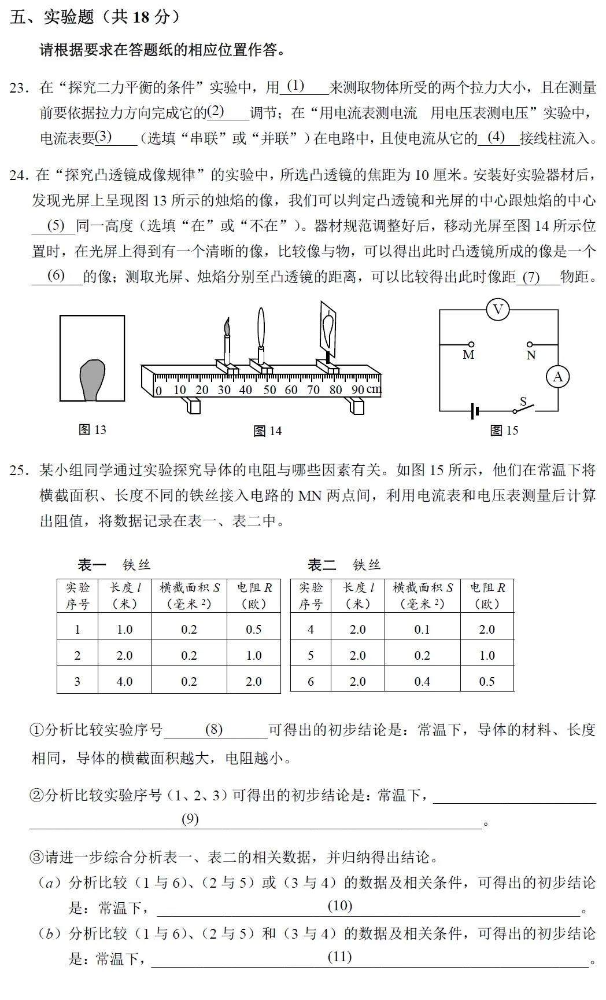 五、实验题（共 18 分）
请根据要求在答题纸的相应位置作答。
23．在“探究二力平衡的条件”实验中，用 (1) 来测取物体所受的两个拉力大小，且在测量
前要依据拉力方向完成它的 (2) 调节；在“用电流表测电流　用电压表测电压”实验中，
电流表要 (3) （选填“串联”或“并联”）在电路中，且使电流从它的 (4) 接线柱流入。
24．在“探究凸透镜成像规律”的实验中，所选凸透镜的焦距为 10 厘米。安装好实验器材后，
发现光屏上呈现图 13 所示的烛焰的像，我们可以判定凸透镜和光屏的中心跟烛焰的中心
(5) 同一高度（选填“在”或“不在”）。器材规范调整好后，移动光屏至图 14 所示位
置时，在光屏上得到有一个清晰的像，比较像与物，可以得出此时凸透镜所成的像是一个
(6) 的像；测取光屏、烛焰分别至凸透镜的距离，可以比较得出此时像距 (7) 物距。
0 10 20 30 40 50 60 70 80 90 cm
V
M N
A
S
图 13
图 14
图 15
25．某小组同学通过实验探究导体的电阻与哪些因素有关。如图 15 所示，他们在常温下将
横截面积、长度不同的铁丝接入电路的 MN 两点间，利用电流表和电压表测量后计算
出阻值，将数据记录在表一、表二中。
表一　铁丝
实验序号 长度 l（米） 横截面积 S（毫米²） 电阻 R（欧）
1 1.0 0.2 0.5
2 2.0 0.2 1.0
3 4.0 0.2 2.0
表二　铁丝
实验序号 长度 l（米） 横截面积 S（毫米²） 电阻 R（欧）
4 2.0 0.1 2.0
5 2.0 0.2 1.0
6 2.0 0.4 0.5
①分析比较实验序号 (8) 可得出的初步结论是：常温下，导体的材料、长度
相同，导体的横截面积越大，电阻越小。
②分析比较实验序号（1、2、3）可得出的初步结论是：常温下，
(9) 。
③请进一步综合分析表一、表二的相关数据，并归纳得出结论。
（a）分析比较（1 与 6）、（2 与 5）或（3 与 4）的数据及相关条件，可得出的初步结论
是：常温下， (10) 。
（b）分析比较（1 与 6）、（2 与 5）和（3 与 4）的数据及相关条件，可得出的初步结论
是：常温下， (11) 。